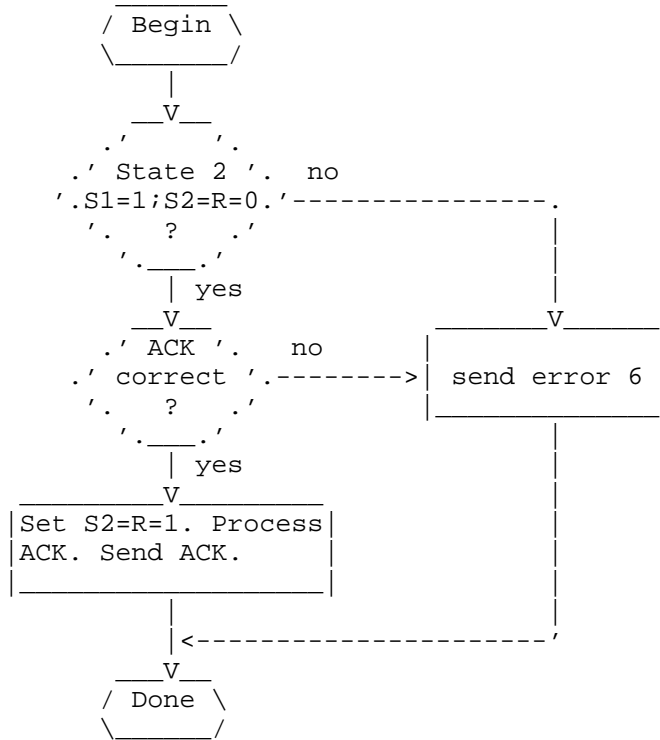 Begin
State 2 no
S1=1;S2=R=0
?
yes
ACK no
correct send error 6
?
yes
Set S2=R=1. Process
ACK. Send ACK.
Done